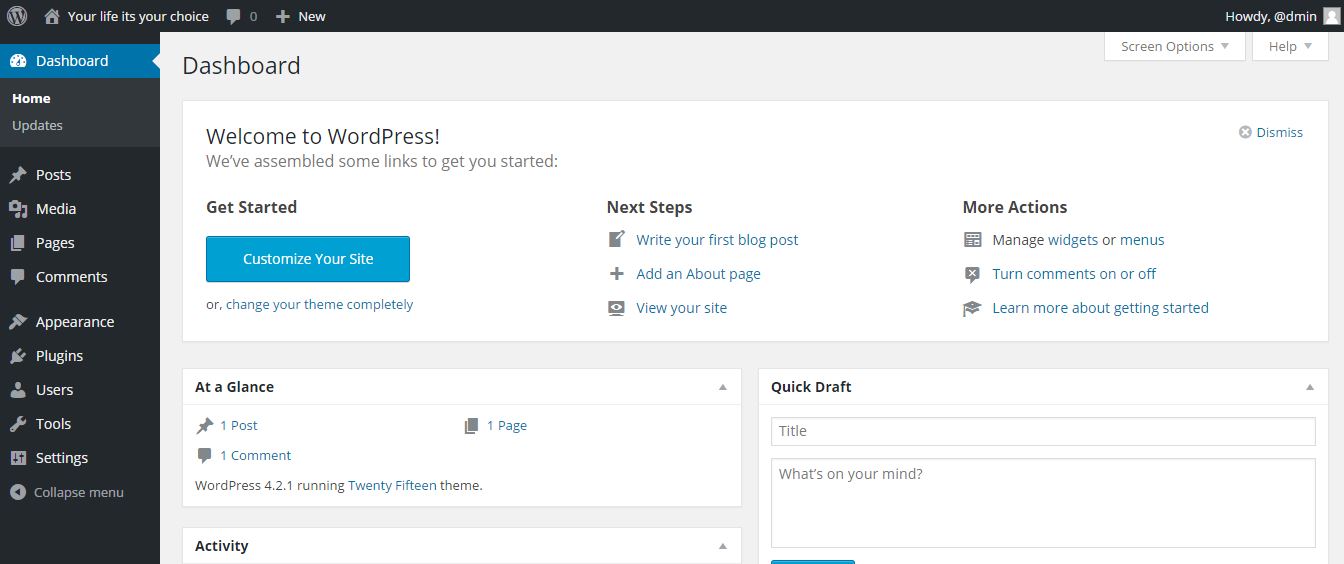 Your life its your choice
0
New
Howdy, @dmin
Dashboard
Home
Updates
Posts
Media
Pages
Comments
Appearance
Plugins
Users
Tools
Settings
Collapse menu
Screen Options
Help
Dashboard
Welcome to WordPress!
We’ve assembled some links to get you started:
Dismiss
Get Started
Customize Your Site
or, change your theme completely
Next Steps
Write your first blog post
Add an About page
View your site
More Actions
Manage widgets or menus
Turn comments on or off
Learn more about getting started
At a Glance
1 Post
1 Page
1 Comment
WordPress 4.2.1 running Twenty Fifteen theme.
Activity
Quick Draft
Title
What’s on your mind?